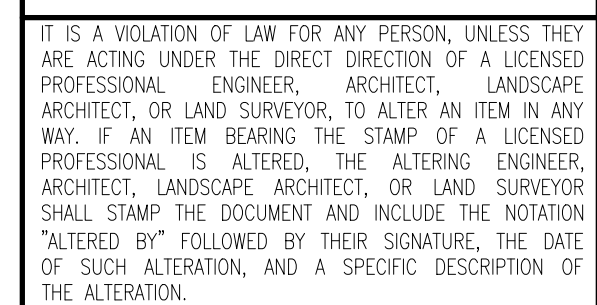 IT IS A VIOLATION OF LAW FOR ANY PERSON, UNLESS THEY
ARE ACTING UNDER THE DIRECT DIRECTION OF A LICENSED
PROFESSIONAL ENGINEER, ARCHITECT, LANDSCAPE
ARCHITECT, OR LAND SURVEYOR, TO ALTER AN ITEM IN ANY
WAY. IF AN ITEM BEARING THE STAMP OF A LICENSED
PROFESSIONAL IS ALTERED, THE ALTERING ENGINEER,
ARCHITECT, LANDSCAPE ARCHITECT, OR LAND SURVEYOR
SHALL STAMP THE DOCUMENT AND INCLUDE THE NOTATION
"ALTERED BY" FOLLOWED BY THEIR SIGNATURE, THE DATE
OF SUCH ALTERATION, AND A SPECIFIC DESCRIPTION OF
THE ALTERATION.